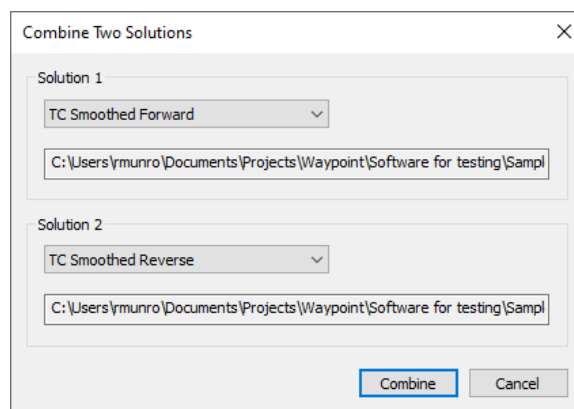 Combine Two Solutions
Solution 1
TC Smoothed Forward
C:\Users\rmunro\Documents\Projects\Waypoint\Software for testing\Sampl
Solution 2
TC Smoothed Reverse
C:\Users\rmunro\Documents\Projects\Waypoint\Software for testing\Sampl
Combine
Cancel